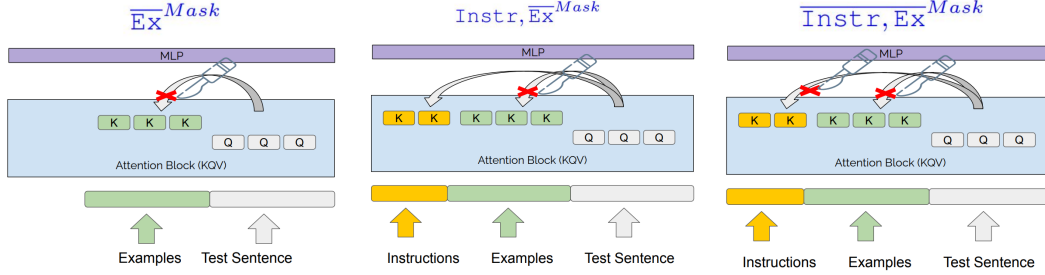 Ex^Mask
MLP
K K K
Q Q Q
Attention Block (KQV)
Examples Test Sentence
Instr, Ex^Mask
MLP
K K K K K
Q Q Q
Attention Block (KQV)
Instructions Examples Test Sentence
Instr, Ex^Mask
MLP
K K K K K
Q Q Q
Attention Block (KQV)
Instructions Examples Test Sentence